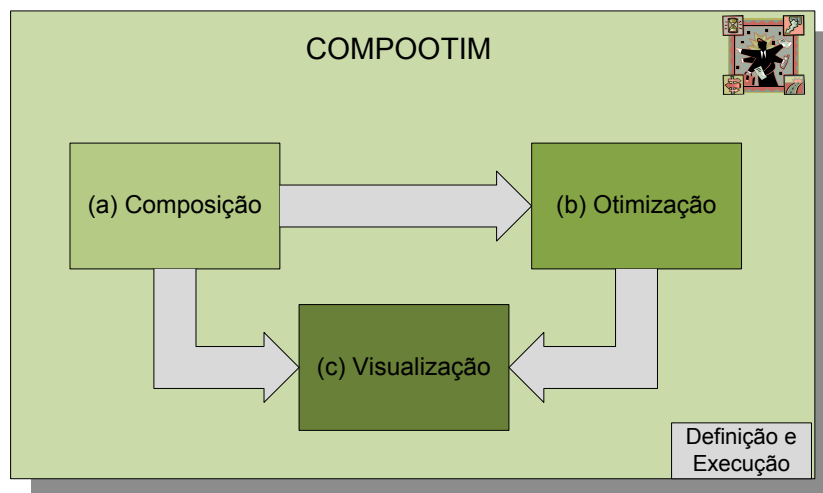 COMPOOTIM
(a) Composição
(b) Otimização
(c) Visualização
Definição e
Execução